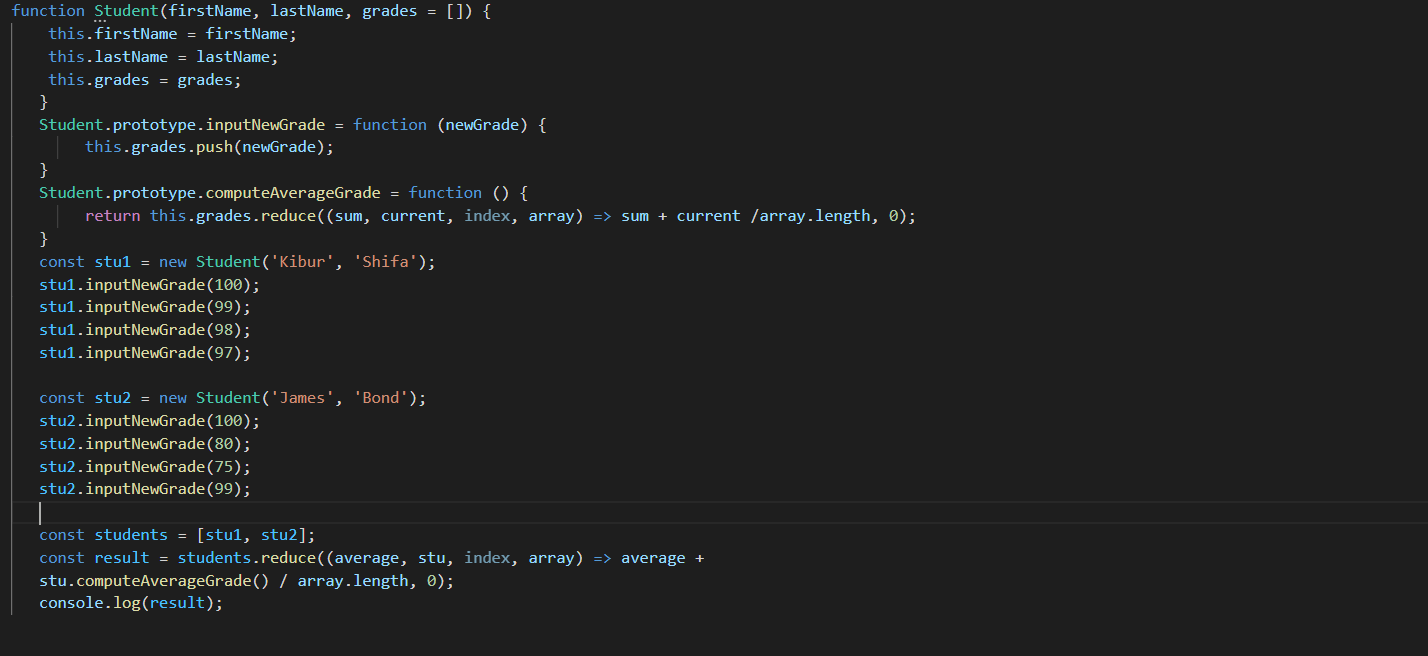 function Student(firstName, lastName, grades = []) {
this.firstName = firstName;
this.lastName = lastName;
this.grades = grades;
}
Student.prototype.inputNewGrade = function (newGrade) {
this.grades.push(newGrade);
}
Student.prototype.computeAverageGrade = function () {
return this.grades.reduce((sum, current, index, array) => sum + current /array.length, 0);
}
const stu1 = new Student('Kibur', 'Shifa');
stu1.inputNewGrade(100);
stu1.inputNewGrade(99);
stu1.inputNewGrade(98);
stu1.inputNewGrade(97);
const stu2 = new Student('James', 'Bond');
stu2.inputNewGrade(100);
stu2.inputNewGrade(80);
stu2.inputNewGrade(75);
stu2.inputNewGrade(99);
const students = [stu1, stu2];
const result = students.reduce((average, stu, index, array) => average +
stu.computeAverageGrade() / array.length, 0);
console.log(result);